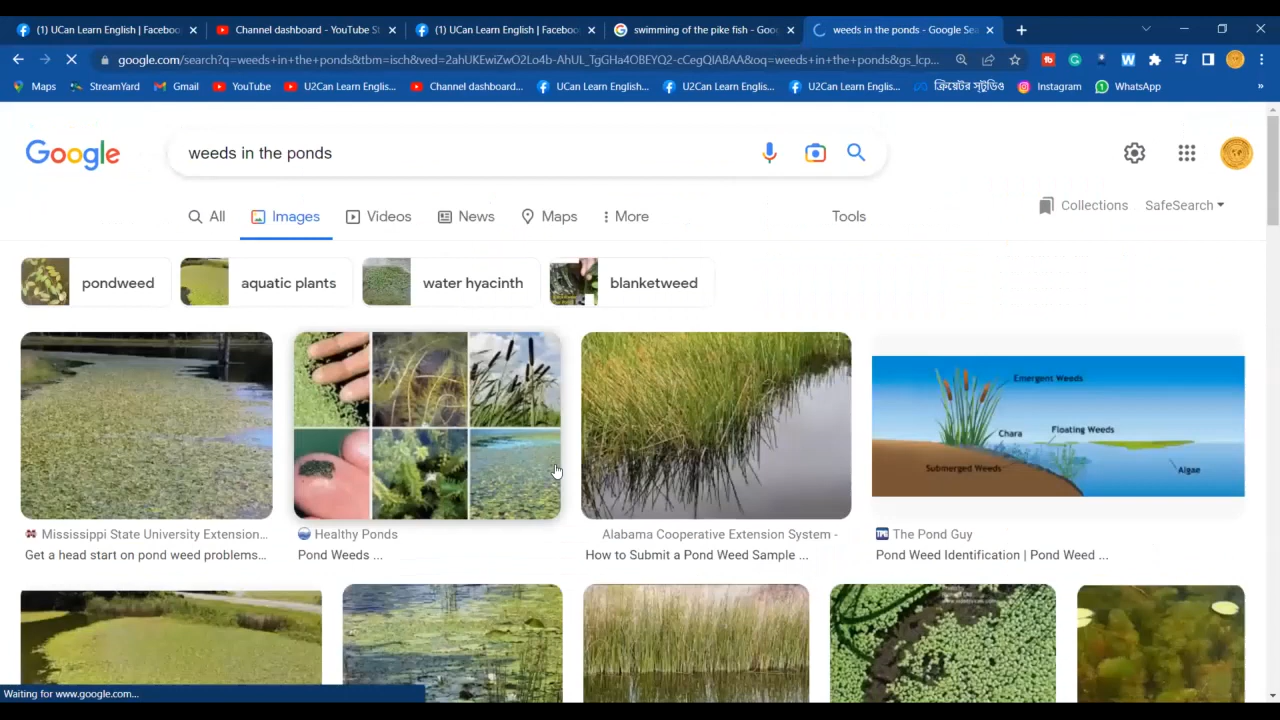 (1) UCan Learn English | Faceboo
Channel dashboard - YouTube St
(1) UCan Learn English | Faceboo
swimming of the pike fish - Goo
weeds in the ponds - Google Sea
google.com/search?q=weeds+in+the+ponds&tbm=isch&ved=2ahUKEwiZwO2Lo4b-AhUL_TgGHa4OBEYQ2-cCegQIABAA&oq=weeds+in+the+ponds&gs_lcp...
Maps StreamYard Gmail YouTube U2Can Learn Englis... Channel dashboard... UCan Learn English... U2Can Learn Englis... U2Can Learn Englis... ক্রিয়েটর স্টুডিও Instagram WhatsApp »
Google
weeds in the ponds
All Images Videos News Maps More Tools
Collections SafeSearch
pondweed aquatic plants water hyacinth blanketweed
Emergens Weeds
Chara
Floating Weeds
Submerged Weeds
Algae
Mississippi State University Extension...
Get a head start on pond weed problems...
Healthy Ponds
Pond Weeds ...
Alabama Cooperative Extension System -
How to Submit a Pond Weed Sample ...
The Pond Guy
Pond Weed Identification | Pond Weed ...
Waiting for www.google.com...